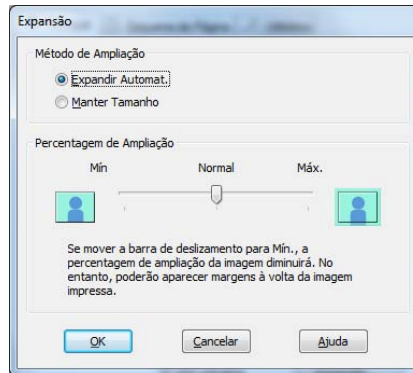 Expansão
Método de Ampliação
Expandir Automat.
Manter Tamanho
Percentagem de Ampliação
Mín Normal Máx.
Se mover a barra de deslizamento para Mín., a
percentagem de ampliação da imagem diminuirá. No
entanto, poderão aparecer margens à volta da imagem
impressa.
OK Cancelar Ajuda